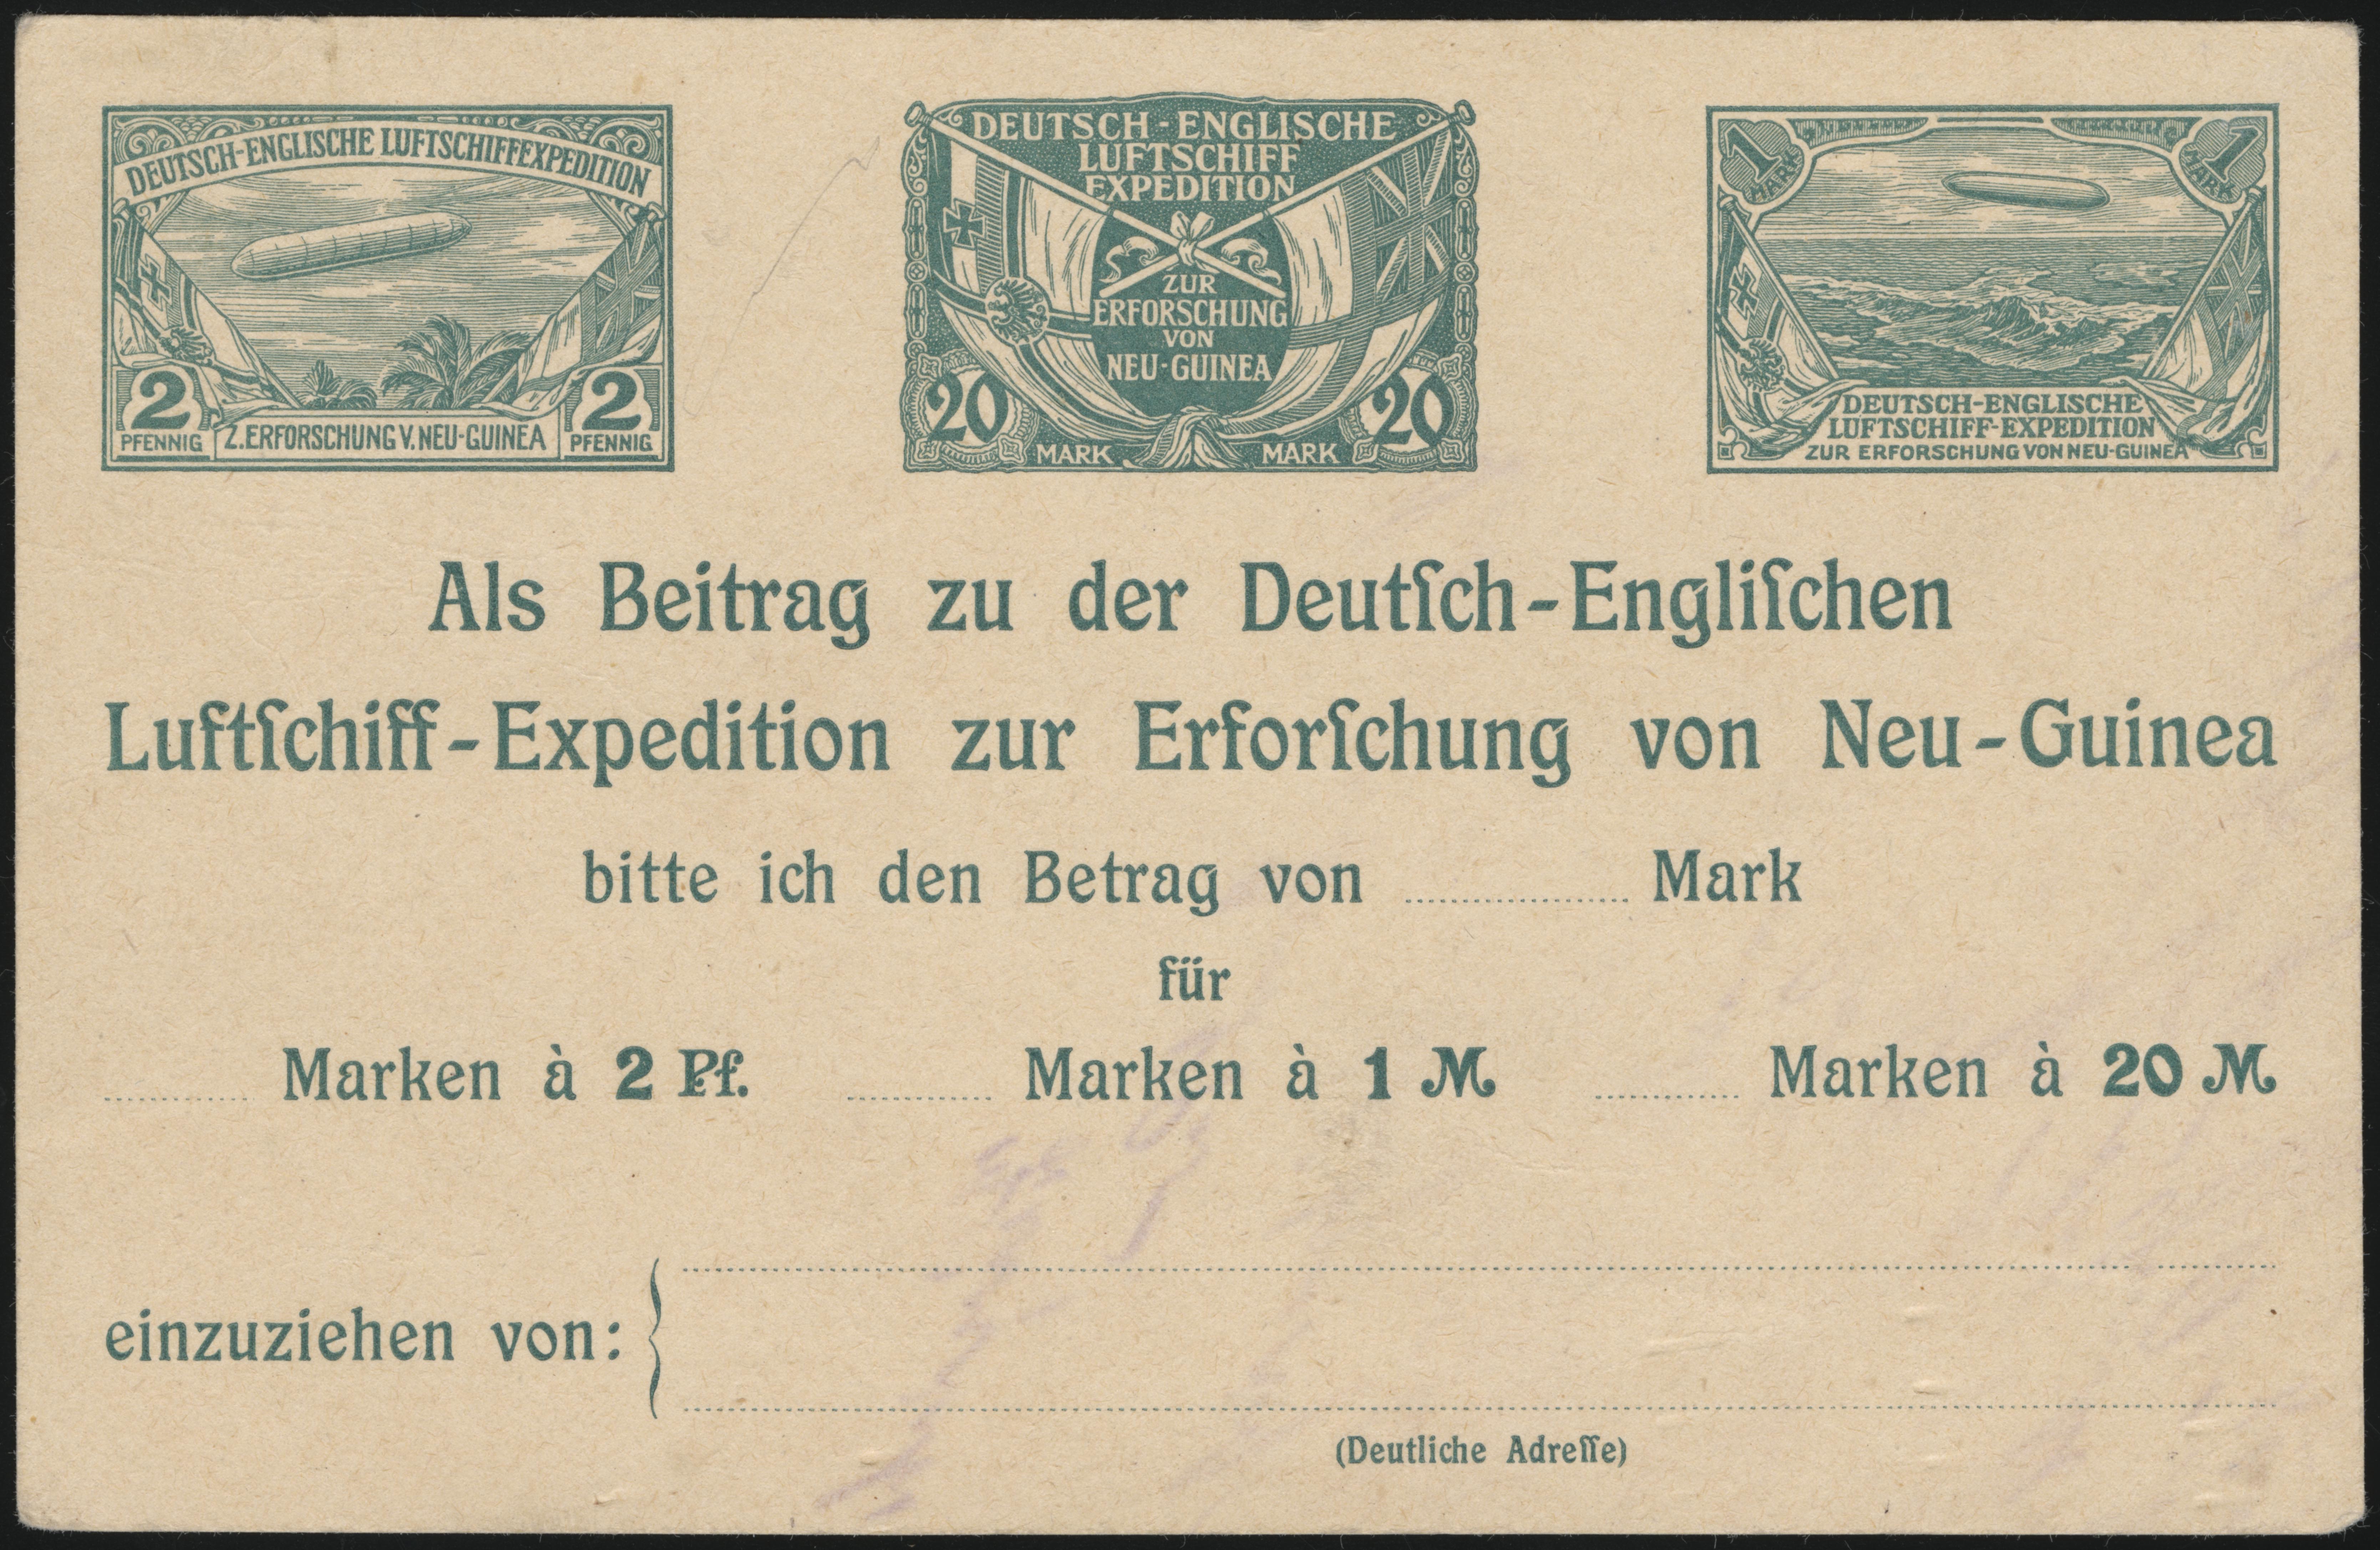 DEUTSCH-ENGLISCHE LUFTSCHIFFEXPEDITION
2 2
PFENNIG Z. ERFORSCHUNG V. NEU-GUINEA PFENNIG
DEUTSCH-ENGLISCHE
LUFTSCHIFF
EXPEDITION
ZUR
ERFORSCHUNG
VON
NEU-GUINEA
20 20
MARK MARK
1 1
MARK MARK
DEUTSCH-ENGLISCHE
LUFTSCHIFF-EXPEDITION
ZUR ERFORSCHUNG VON NEU-GUINEA
Als Beitrag zu der Deutſch-Engliſchen
Luftſchiff-Expedition zur Erforſchung von Neu-Guinea
bitte ich den Betrag von ........ Mark
für
........ Marken à 2 Pf. ........ Marken à 1 M ........ Marken à 20 M
einzuziehen von:
(Deutliche Adreſſe)